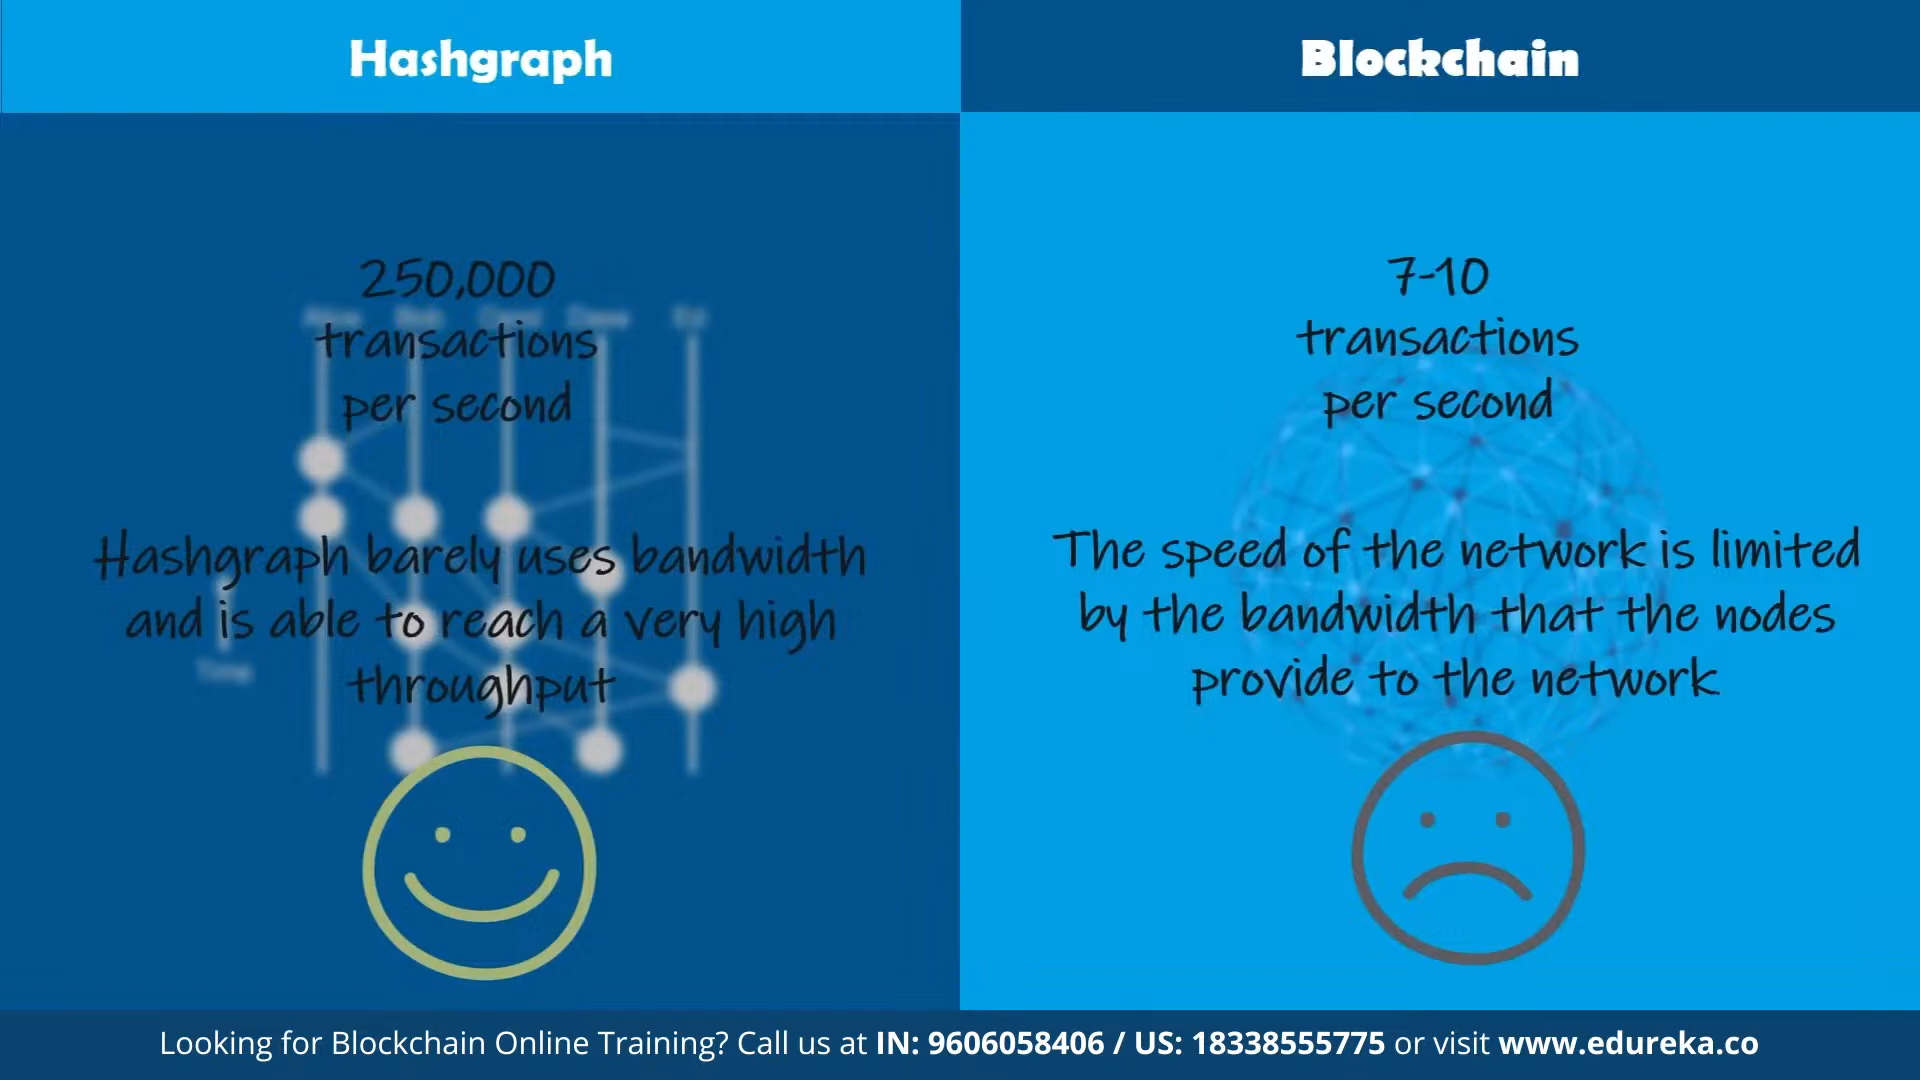 Hashgraph
250,000
transactions
per second
Hashgraph barely uses bandwidth
and is able to reach a very high
throughput
Blockchain
7-10
transactions
per second
The speed of the network is limited
by the bandwidth that the nodes
provide to the network
Bob
Ed
Time
Looking for Blockchain Online Training? Call us at IN: 9606058406 / US: 18338555775 or visit www.edureka.co